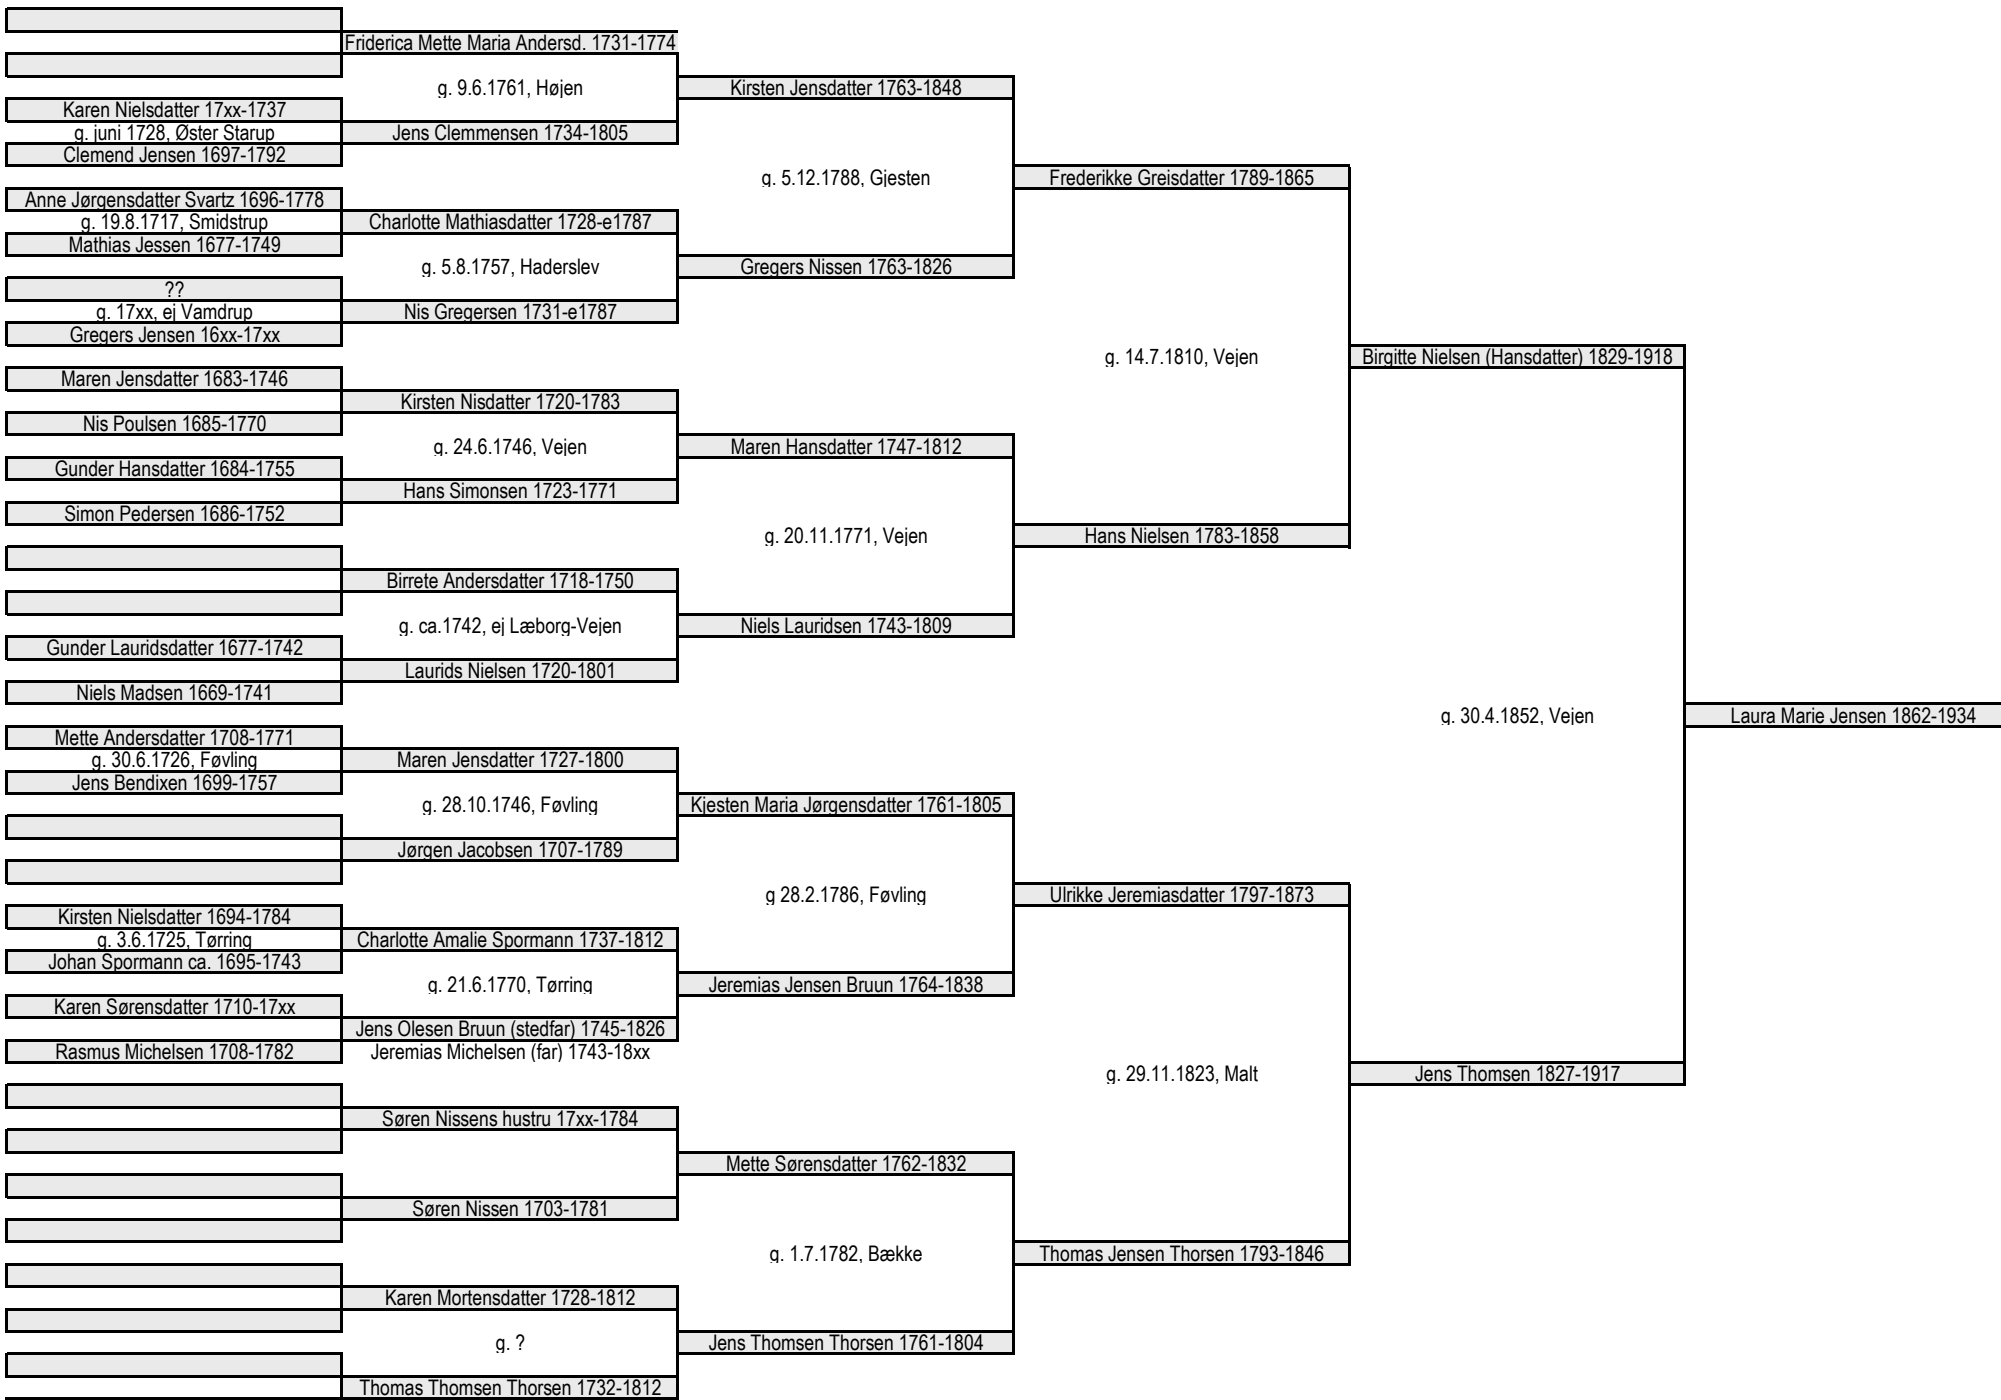 Friderica Mette Maria Andersd. 1731-1774
g. 9.6.1761, Højen
Kirsten Jensdatter 1763-1848
Karen Nielsdatter 17xx-1737
g. juni 1728, Øster Starup
Jens Clemmensen 1734-1805
Clemend Jensen 1697-1792
g. 5.12.1788, Gjesten
Frederikke Greisdatter 1789-1865
Anne Jørgensdatter Svartz 1696-1778
g. 19.8.1717, Smidstrup
Charlotte Mathiasdatter 1728-e1787
Mathias Jessen 1677-1749
g. 5.8.1757, Haderslev
Gregers Nissen 1763-1826
??
g. 17xx, ej Vamdrup
Nis Gregersen 1731-e1787
Gregers Jensen 16xx-17xx
g. 14.7.1810, Vejen
Birgitte Nielsen (Hansdatter) 1829-1918
Maren Jensdatter 1683-1746
Kirsten Nisdatter 1720-1783
Nis Poulsen 1685-1770
g. 24.6.1746, Vejen
Maren Hansdatter 1747-1812
Gunder Hansdatter 1684-1755
Hans Simonsen 1723-1771
Simon Pedersen 1686-1752
g. 20.11.1771, Vejen
Hans Nielsen 1783-1858
Birrete Andersdatter 1718-1750
g. ca.1742, ej Læborg-Vejen
Niels Lauridsen 1743-1809
Gunder Lauridsdatter 1677-1742
Laurids Nielsen 1720-1801
Niels Madsen 1669-1741
g. 30.4.1852, Vejen
Laura Marie Jensen 1862-1934
Mette Andersdatter 1708-1771
g. 30.6.1726, Føvling
Maren Jensdatter 1727-1800
Jens Bendixen 1699-1757
g. 28.10.1746, Føvling
Kjesten Maria Jørgensdatter 1761-1805
Jørgen Jacobsen 1707-1789
g 28.2.1786, Føvling
Ulrikke Jeremiasdatter 1797-1873
Kirsten Nielsdatter 1694-1784
g. 3.6.1725, Tørring
Charlotte Amalie Spormann 1737-1812
Johan Spormann ca. 1695-1743
g. 21.6.1770, Tørring
Jeremias Jensen Bruun 1764-1838
Karen Sørensdatter 1710-17xx
Jens Olesen Bruun (stedfar) 1745-1826
Rasmus Michelsen 1708-1782
Jeremias Michelsen (far) 1743-18xx
g. 29.11.1823, Malt
Jens Thomsen 1827-1917
Søren Nissens hustru 17xx-1784
Mette Sørensdatter 1762-1832
Søren Nissen 1703-1781
g. 1.7.1782, Bække
Thomas Jensen Thorsen 1793-1846
Karen Mortensdatter 1728-1812
g. ?
Jens Thomsen Thorsen 1761-1804
Thomas Thomsen Thorsen 1732-1812